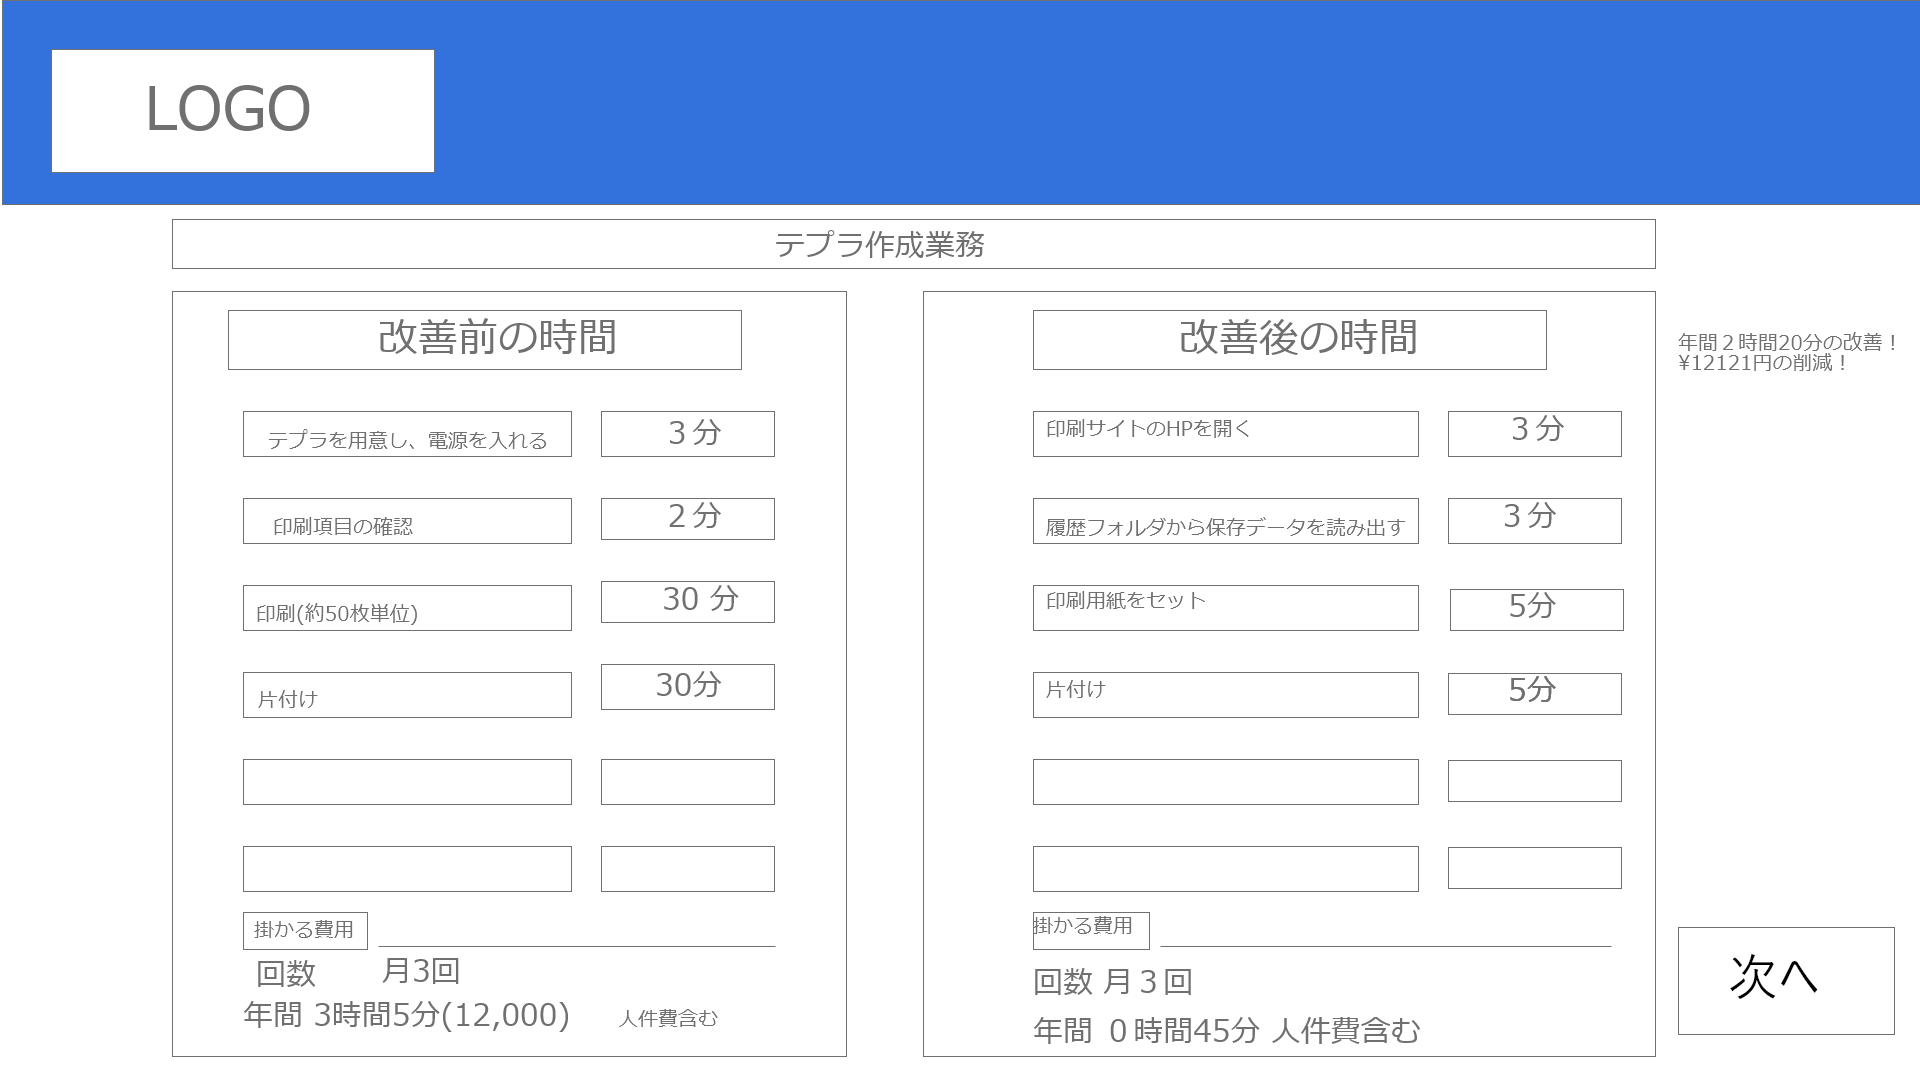 LOGO
テプラ作成業務
改善前の時間
テプラを用意し、電源を入れる ３分
印刷項目の確認 ２分
印刷(約50枚単位) 30 分
片付け 30分
掛かる費用
回数 月3回
年間 3時間5分(12,000) 人件費含む
改善後の時間
印刷サイトのHPを開く ３分
履歴フォルダから保存データを読み出す ３分
印刷用紙をセット 5分
片付け 5分
掛かる費用
回数 月３回
年間 ０時間45分 人件費含む
年間２時間20分の改善！
¥12121円の削減！
次へ